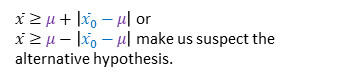 x̄ ≥ μ + |x̄₀ − μ| or
x̄ ≥ μ − |x̄₀ − μ| make us suspect the
alternative hypothesis.